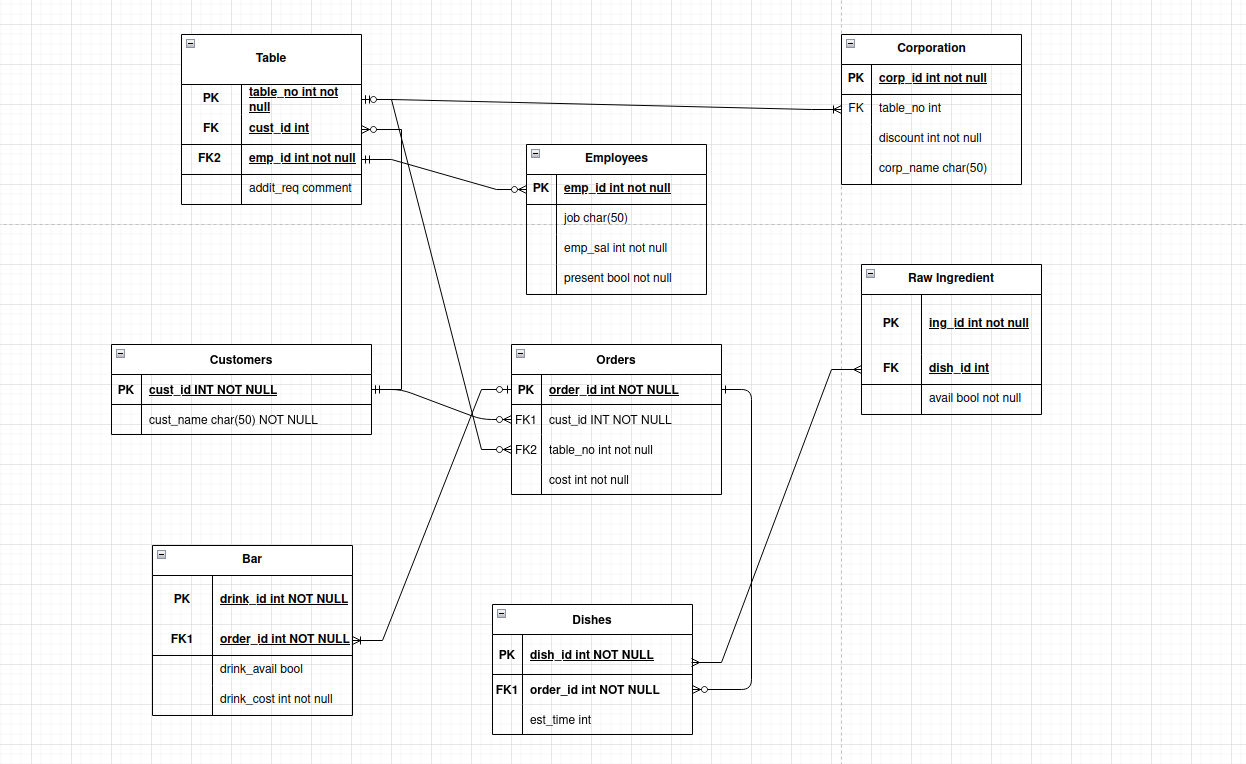 Table
PK table_no int not
null
FK cust_id int
FK2 emp_id int not null
addit_req comment
Corporation
PK corp_id int not null
FK table_no int
discount int not null
corp_name char(50)
Employees
PK emp_id int not null
job char(50)
emp_sal int not null
present bool not null
Raw Ingredient
PK ing_id int not null
FK dish_id int
avail bool not null
Customers
PK cust_id INT NOT NULL
cust_name char(50) NOT NULL
Orders
PK order_id int NOT NULL
FK1 cust_id INT NOT NULL
FK2 table_no int not null
cost int not null
Bar
PK drink_id int NOT NULL
FK1 order_id int NOT NULL
drink_avail bool
drink_cost int not null
Dishes
PK dish_id int NOT NULL
FK1 order_id int NOT NULL
est_time int